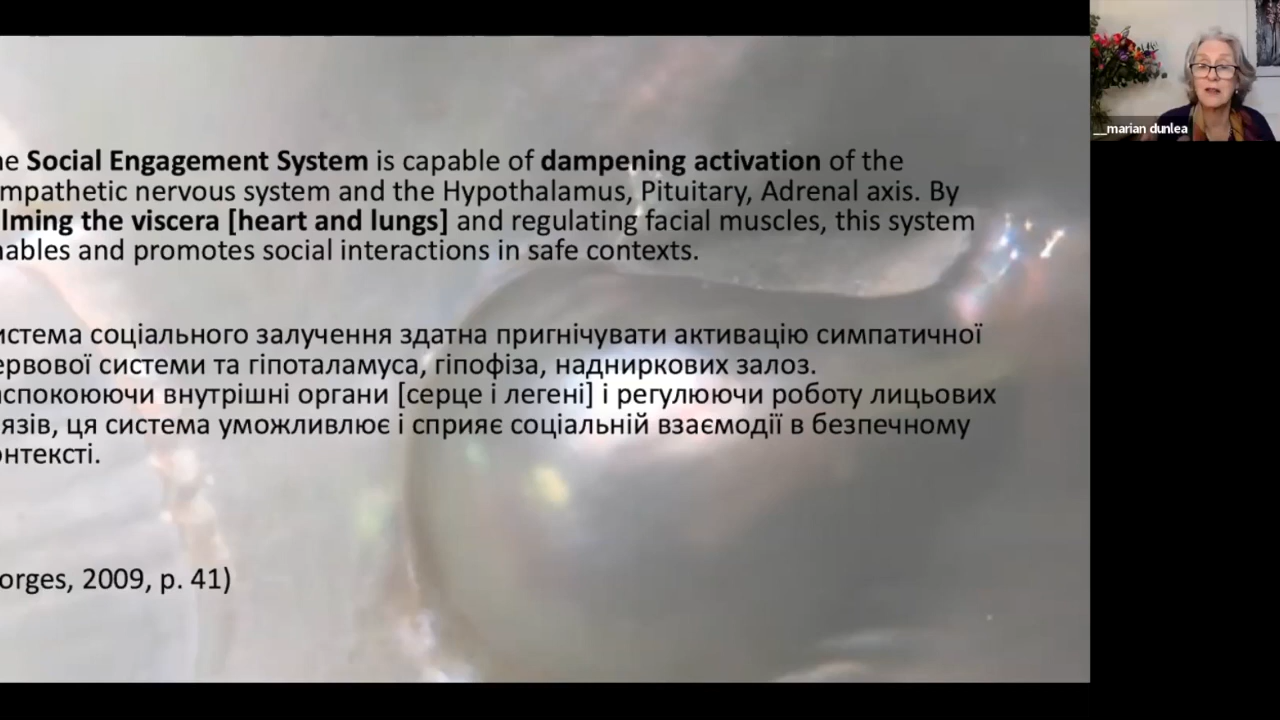 he Social Engagement System is capable of dampening activation of the
mpathetic nervous system and the Hypothalamus, Pituitary, Adrenal axis. By
lming the viscera [heart and lungs] and regulating facial muscles, this system
ables and promotes social interactions in safe contexts.
истема соціального залучення здатна пригнічувати активацію симпатичної
ервової системи та гіпоталамуса, гіпофіза, надниркових залоз.
спокоюючи внутрішні органи [серце і легені] і регулюючи роботу лицьових
язів, ця система уможливлює і сприяє соціальній взаємодії в безпечному
онтексті.
orges, 2009, p. 41)
__marian dunlea